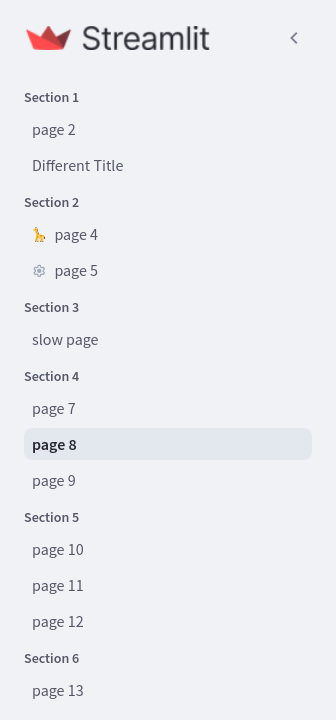 Streamlit
Section 1
page 2
Different Title
Section 2
page 4
page 5
Section 3
slow page
Section 4
page 7
page 8
page 9
Section 5
page 10
page 11
page 12
Section 6
page 13